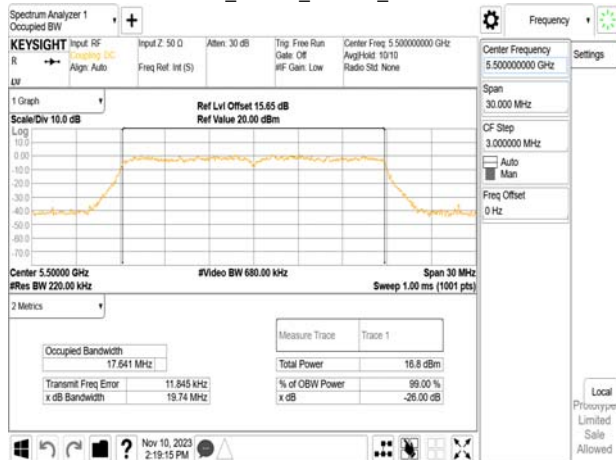 Spectrum Analyzer 1
Occupied BW
+
Frequency
KEYSIGHT
R
Input: RF
Coupling: DC
Align: Auto
Input Z: 50 Ω
Freq Ref: Int (S)
Atten: 30 dB
Trig: Free Run
Gate: Off
#IF Gain: Low
Center Freq: 5.500000000 GHz
Avg|Hold: 10/10
Radio Std: None
Center Frequency
5.500000000 GHz
Settings
Span
30.000 MHz
CF Step
3.000000 MHz
Auto
Man
Freq Offset
0 Hz
1 Graph
Scale/Div 10.0 dB
Ref Lvl Offset 15.65 dB
Ref Value 20.00 dBm
Log
10.0
0.00
-10.0
-20.0
-30.0
-40.0
-50.0
-60.0
-70.0
Center 5.50000 GHz
#Res BW 220.00 kHz
#Video BW 680.00 kHz
Span 30 MHz
Sweep 1.00 ms (1001 pts)
2 Metrics
Measure Trace
Trace 1
Occupied Bandwidth
17.641 MHz
Total Power
16.8 dBm
Transmit Freq Error
11.845 kHz
% of OBW Power
99.00 %
x dB Bandwidth
19.74 MHz
x dB
-26.00 dB
Local
Prototype
Limited
Sale
Allowed
?
Nov 10, 2023
2:19:15 PM